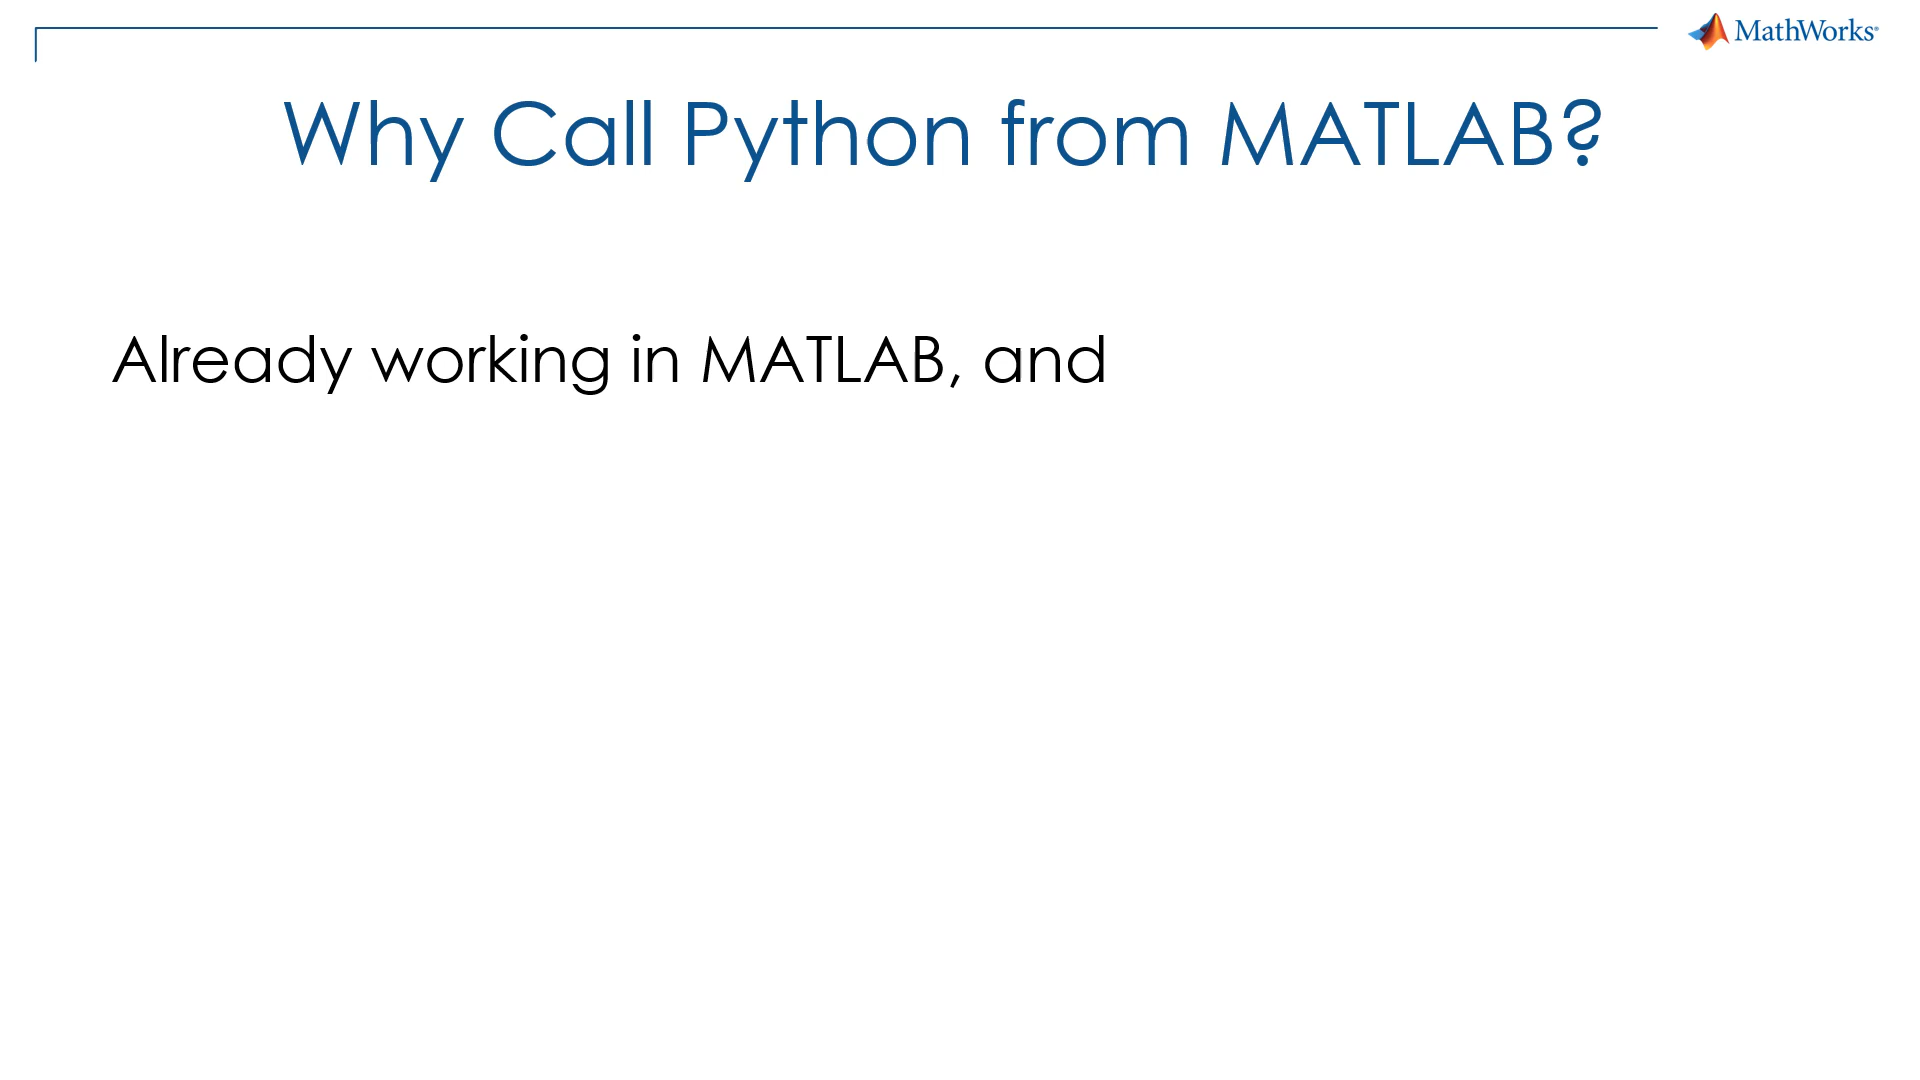 MathWorks®
Why Call Python from MATLAB?
Already working in MATLAB, and